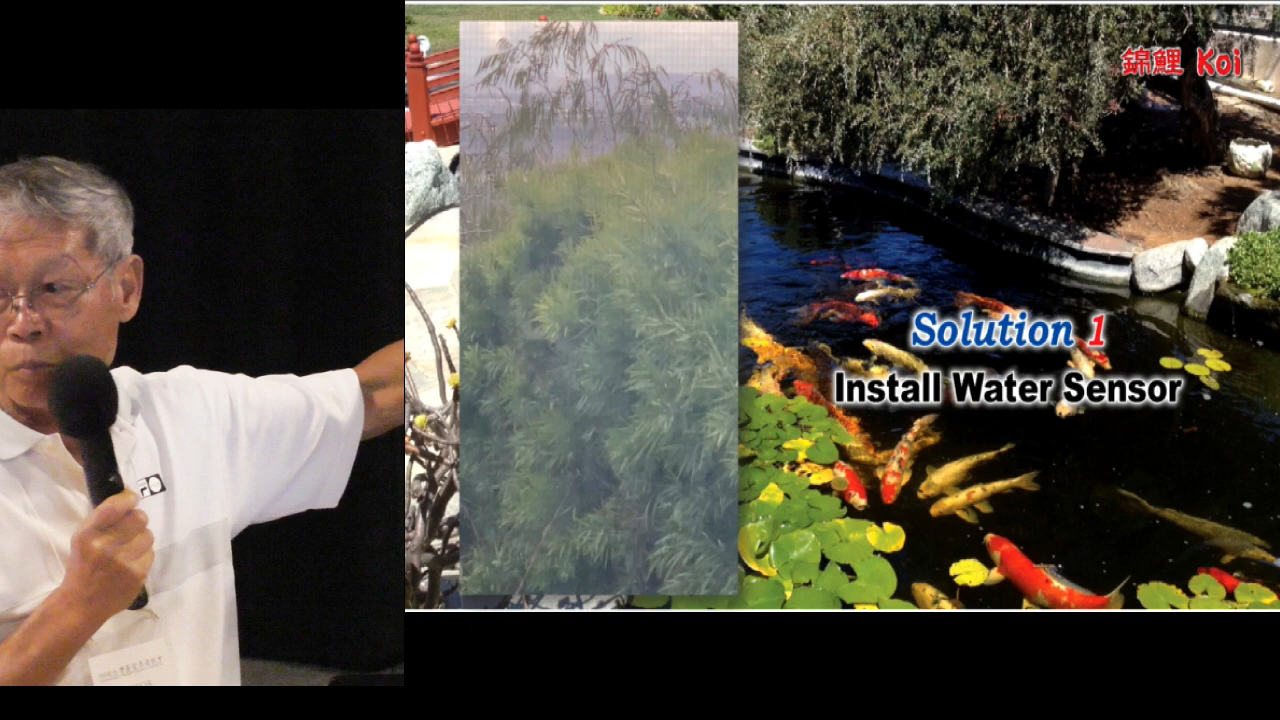 錦鯉 Koi
Solution 1
Install Water Sensor